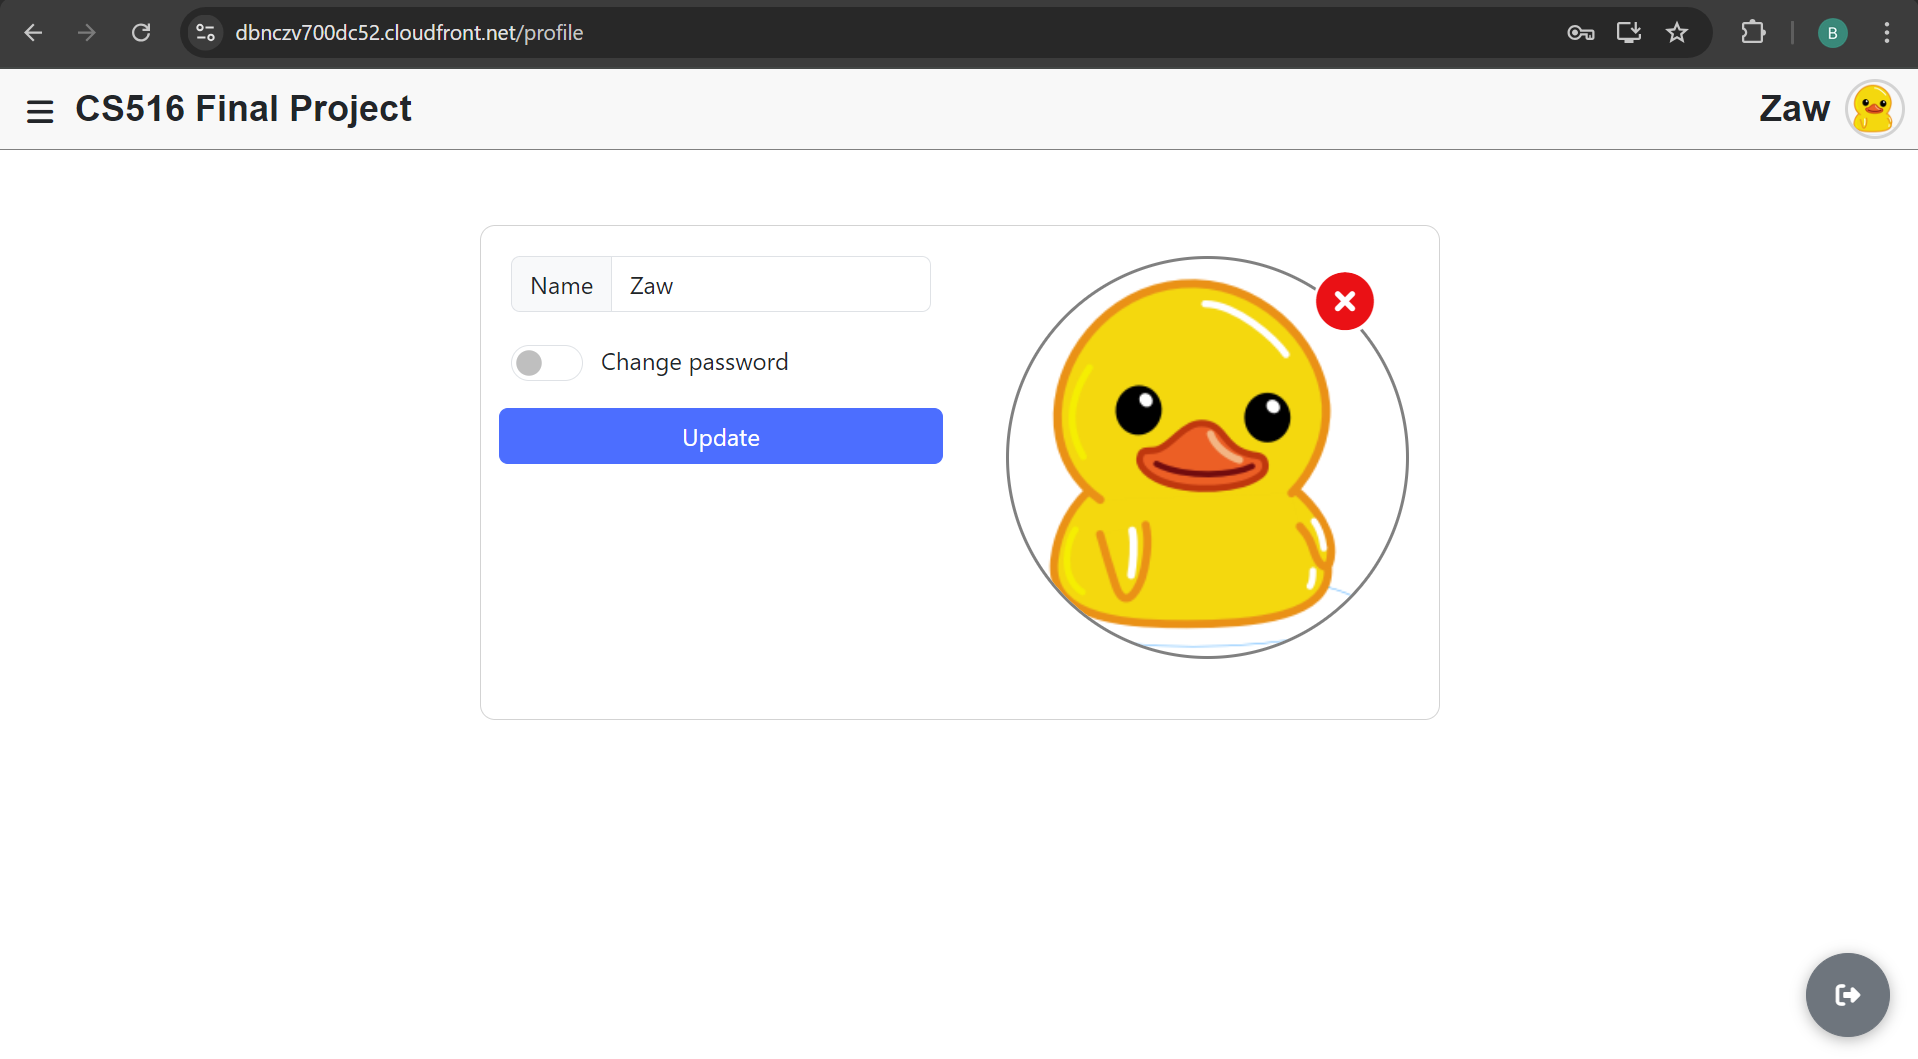 dbnczv700dc52.cloudfront.net/profile
B
CS516 Final Project
Zaw
Name
Zaw
Change password
Update